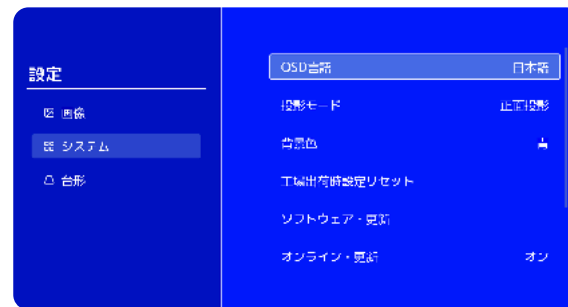 設定
画像
システム
台形
OSD言語 日本語
投影モード 正面投影
背景色 青
工場出荷時設定リセット
ソフトウェア・更新
オンライン・更新 オン